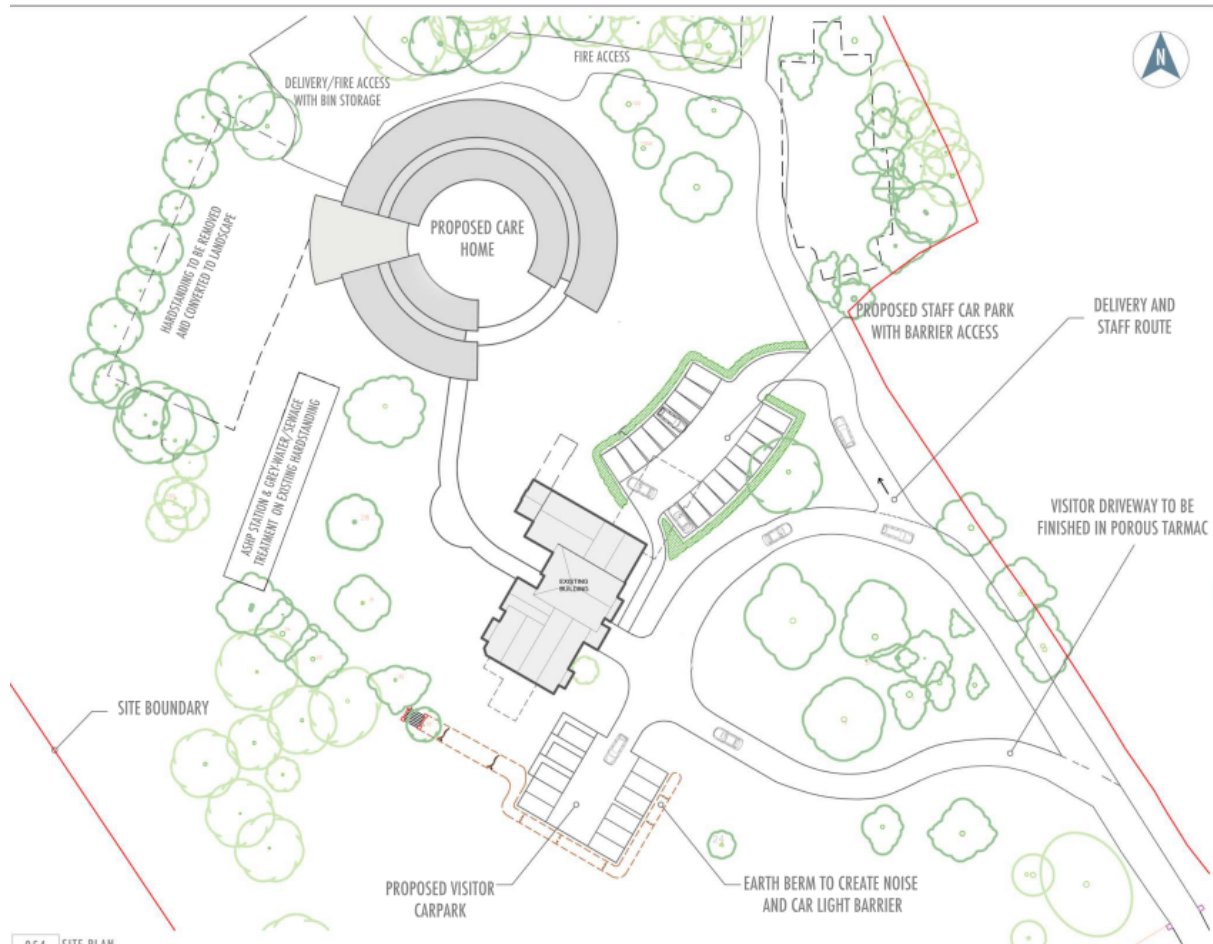 N
FIRE ACCESS
DELIVERY/FIRE ACCESS
WITH BIN STORAGE
HARDSTANDING TO BE REMOVED
AND CONVERTED TO LANDSCAPE
PROPOSED CARE
HOME
PROPOSED STAFF CAR PARK
WITH BARRIER ACCESS
DELIVERY AND
STAFF ROUTE
ASHP STATION & GREY-WATER/SEWAGE
TREATMENT ON EXISTING HARDSTANDING
VISITOR DRIVEWAY TO BE
FINISHED IN POROUS TARMAC
EXISTING
BUILDING
SITE BOUNDARY
PROPOSED VISITOR
CARPARK
EARTH BERM TO CREATE NOISE
AND CAR LIGHT BARRIER
SITE PLAN